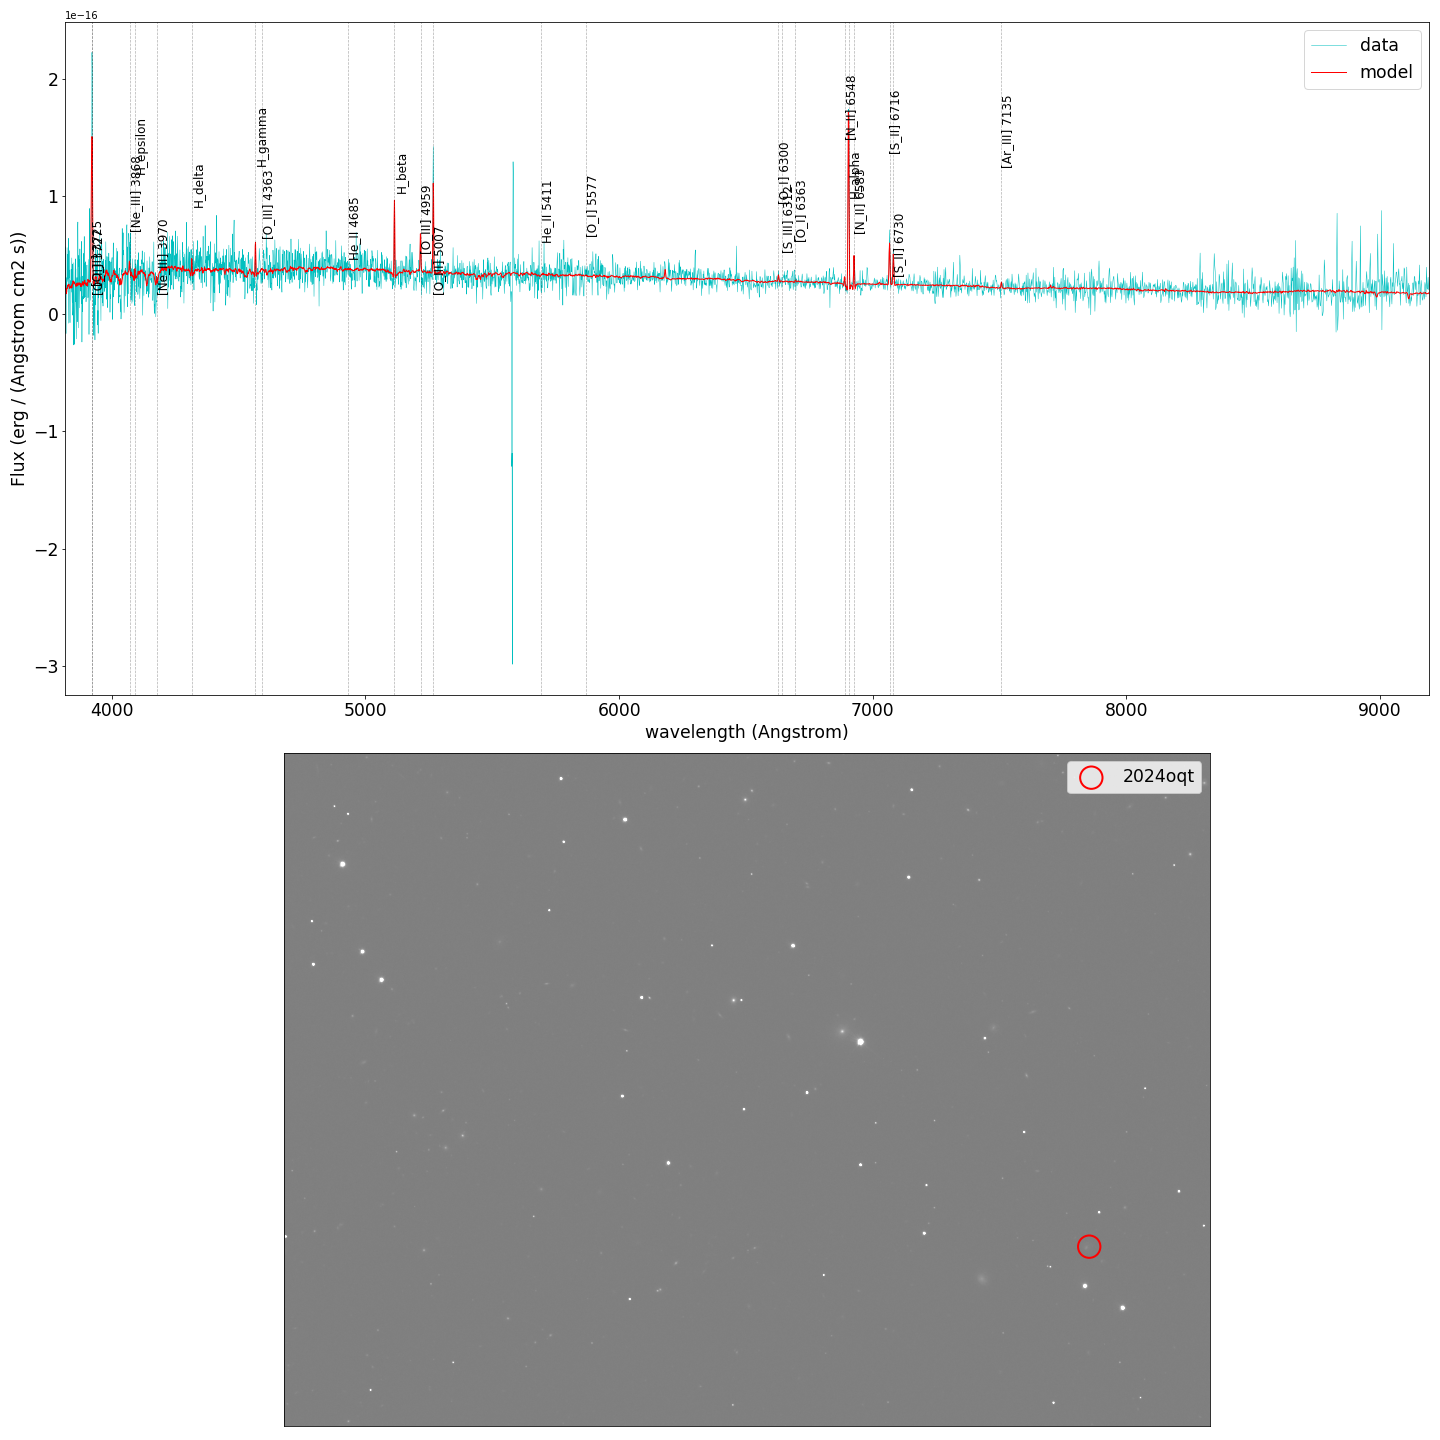 1e−16
data
model
2
1
0
−1
−2
−3
Flux (erg / (Angstrom cm2 s))
[Ne_III] 3868
H_epsilon
[Ne_III] 3970
H_delta
H_gamma
[O_III] 4363
He_II 4685
H_beta
[O_III] 4959
[O_III] 5007
He_II 5411
[O_I] 5577
[O_I] 6300
[S_III] 6312
[O_I] 6363
[N_II] 6548
H_alpha
[N_II] 6583
[S_II] 6716
[S_II] 6730
[Ar_III] 7135
4000 5000 6000 7000 8000 9000
wavelength (Angstrom)
2024oqt